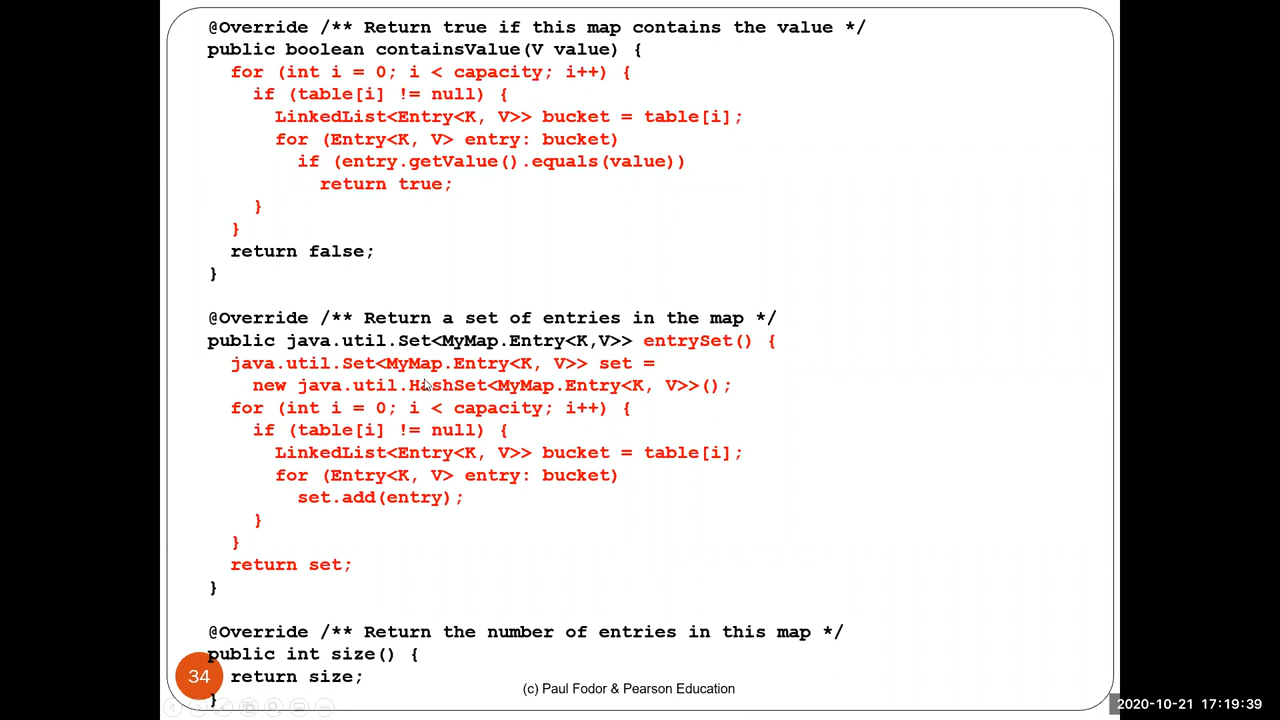 @Override /** Return true if this map contains the value */
public boolean containsValue(V value) {
  for (int i = 0; i < capacity; i++) {
    if (table[i] != null) {
      LinkedList<Entry<K, V>> bucket = table[i];
      for (Entry<K, V> entry: bucket)
        if (entry.getValue().equals(value))
          return true;
    }
  }
  return false;
}
@Override /** Return a set of entries in the map */
public java.util.Set<MyMap.Entry<K,V>> entrySet() {
  java.util.Set<MyMap.Entry<K, V>> set =
    new java.util.HashSet<MyMap.Entry<K, V>>();
  for (int i = 0; i < capacity; i++) {
    if (table[i] != null) {
      LinkedList<Entry<K, V>> bucket = table[i];
      for (Entry<K, V> entry: bucket)
        set.add(entry);
    }
  }
  return set;
}
@Override /** Return the number of entries in this map */
public int size() {
  return size;
}
34
(c) Paul Fodor & Pearson Education
2020-10-21 17:19:39